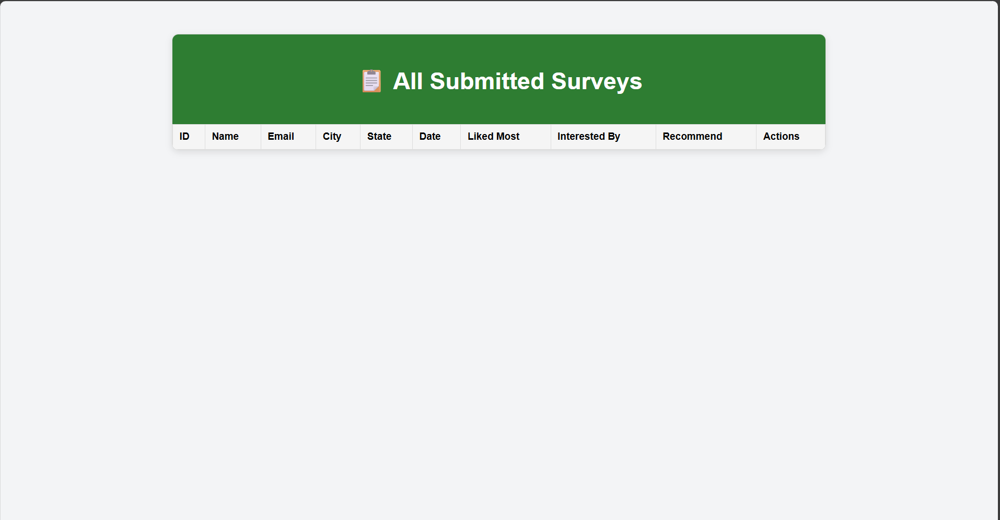 📋 All Submitted Surveys
ID Name Email City State Date Liked Most Interested By Recommend Actions